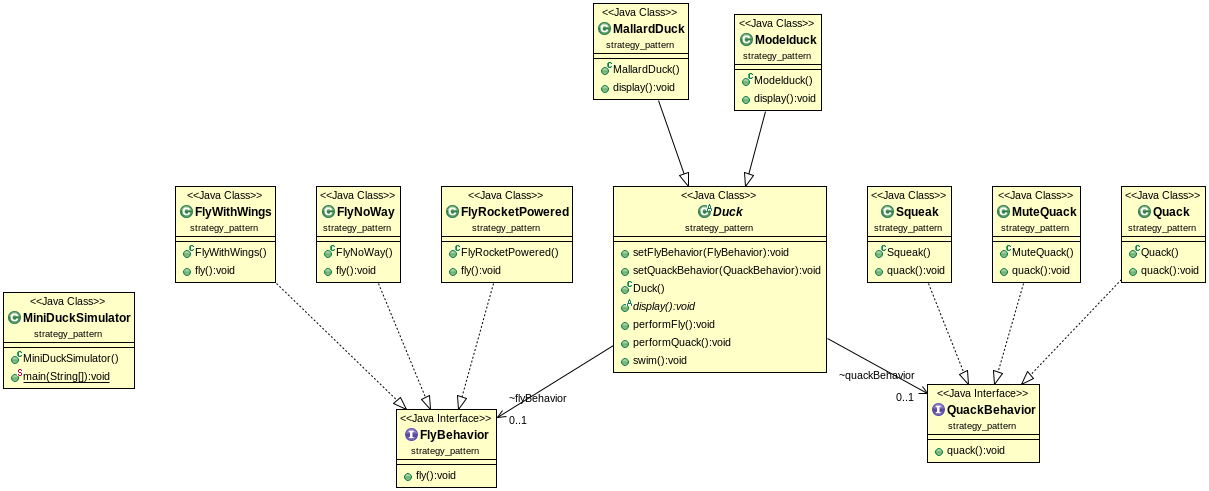 <<Java Class>>
MallardDuck
strategy_pattern
MallardDuck()
display():void
<<Java Class>>
Modelduck
strategy_pattern
Modelduck()
display():void
<<Java Class>>
FlyWithWings
strategy_pattern
FlyWithWings()
fly():void
<<Java Class>>
FlyNoWay
strategy_pattern
FlyNoWay()
fly():void
<<Java Class>>
FlyRocketPowered
strategy_pattern
FlyRocketPowered()
fly():void
<<Java Class>>
Duck
strategy_pattern
setFlyBehavior(FlyBehavior):void
setQuackBehavior(QuackBehavior):void
Duck()
display():void
performFly():void
performQuack():void
swim():void
<<Java Class>>
Squeak
strategy_pattern
Squeak()
quack():void
<<Java Class>>
MuteQuack
strategy_pattern
MuteQuack()
quack():void
<<Java Class>>
Quack
strategy_pattern
Quack()
quack():void
<<Java Class>>
MiniDuckSimulator
strategy_pattern
MiniDuckSimulator()
main(String[]):void
~flyBehavior
0..1
~quackBehavior
0..1
<<Java Interface>>
FlyBehavior
strategy_pattern
fly():void
<<Java Interface>>
QuackBehavior
strategy_pattern
quack():void